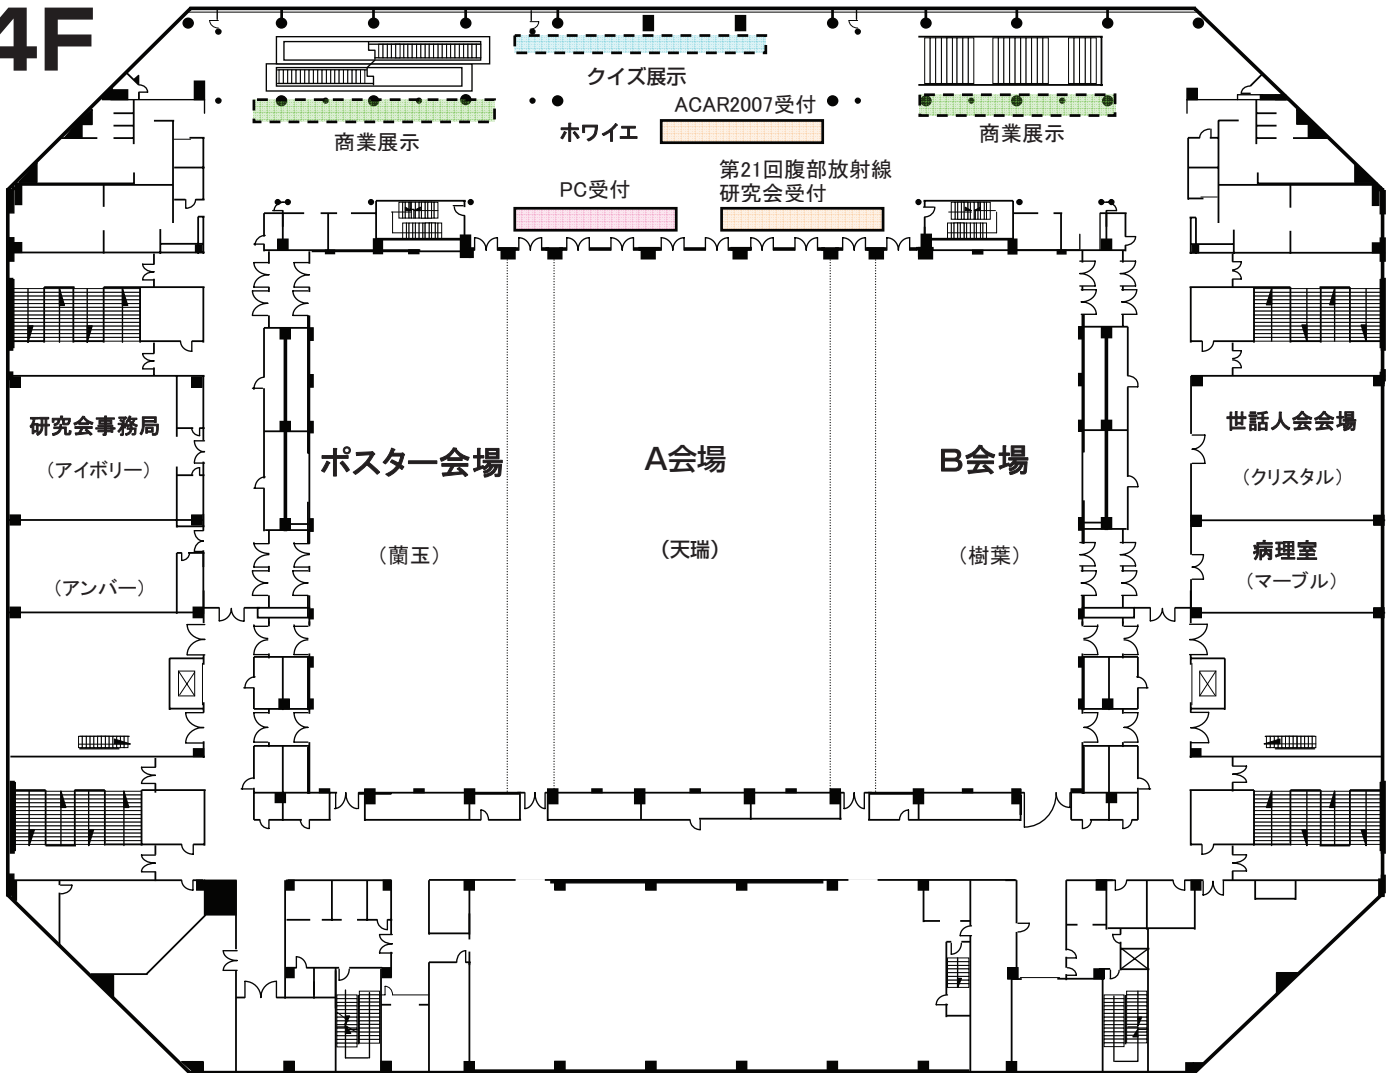 4F
クイズ展示
ACAR2007受付
ホワイエ
商業展示
商業展示
第21回腹部放射線
研究会受付
PC受付
研究会事務局
（アイボリー）
（アンバー）
ポスター会場
（蘭玉）
A会場
（天瑞）
B会場
（樹葉）
世話人会会場
（クリスタル）
病理室
（マーブル）